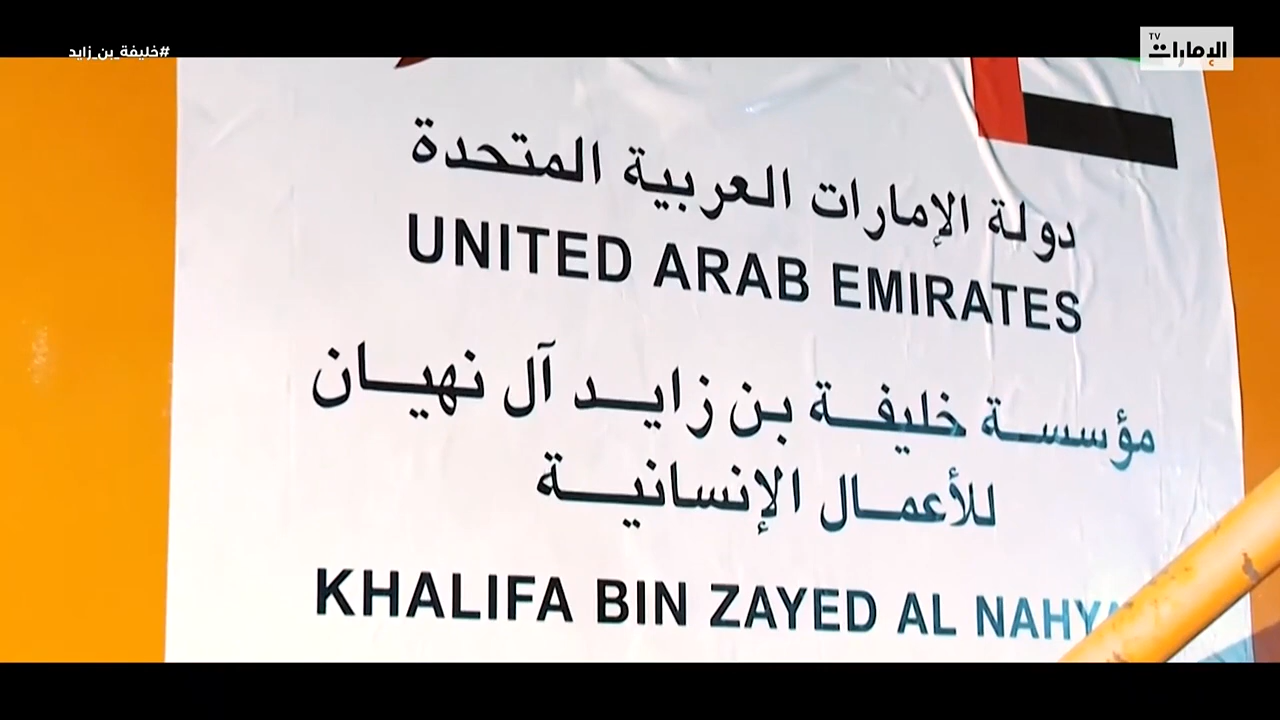 #خليفة_بن_زايد
الإمارات TV
دولة الإمارات العربية المتحدة
UNITED ARAB EMIRATES
مؤسسة خليفة بن زايد آل نهيان
للأعمال الإنسانية
KHALIFA BIN ZAYED AL